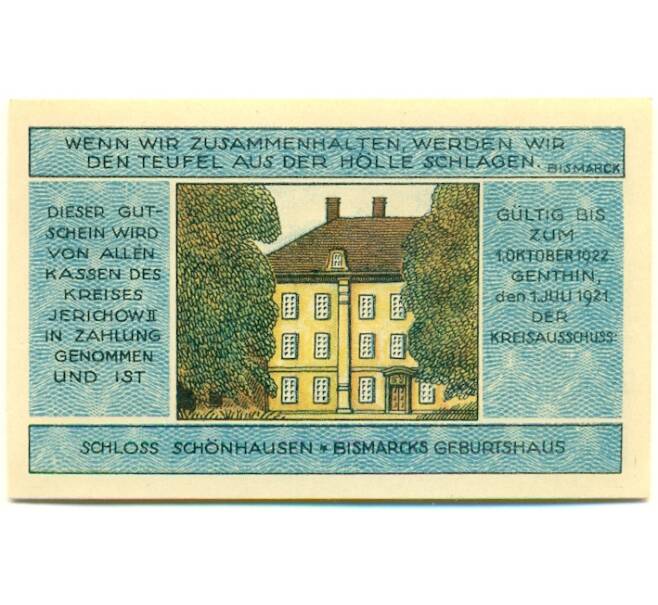 WENN WIR ZUSAMMENHALTEN, WERDEN WIR
DEN TEUFEL AUS DER HÖLLE SCHLAGEN.
BISMARCK
DIESER GUT-
SCHEIN WIRD
VON ALLEN
KASSEN DES
KREISES
JERICHOW II
IN ZAHLUNG
GENOMMEN
UND IST
GÜLTIG BIS
ZUM
1.OKTOBER 1922
GENTHIN,
den 1.JULI 1921.
DER
KREISAUSSCHUSS:
SCHLOSS SCHÖNHAUSEN * BISMARCKS GEBURTSHAUS